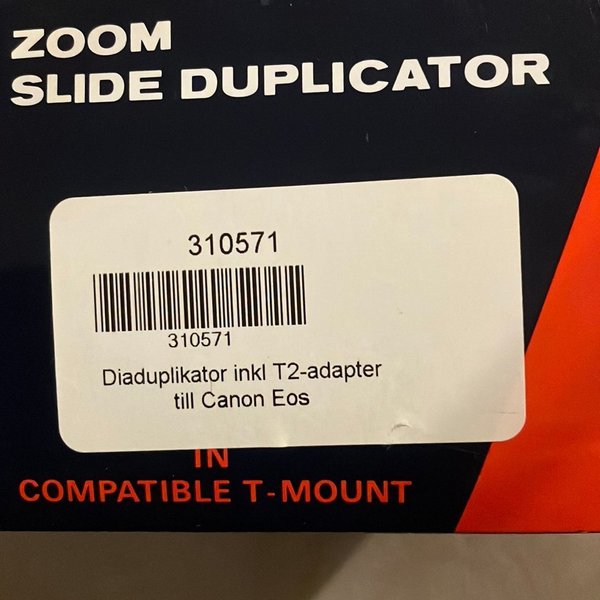 ZOOM
SLIDE DUPLICATOR
310571
310571
Diaduplikator inkl T2-adapter
till Canon Eos
IN
COMPATIBLE T-MOUNT